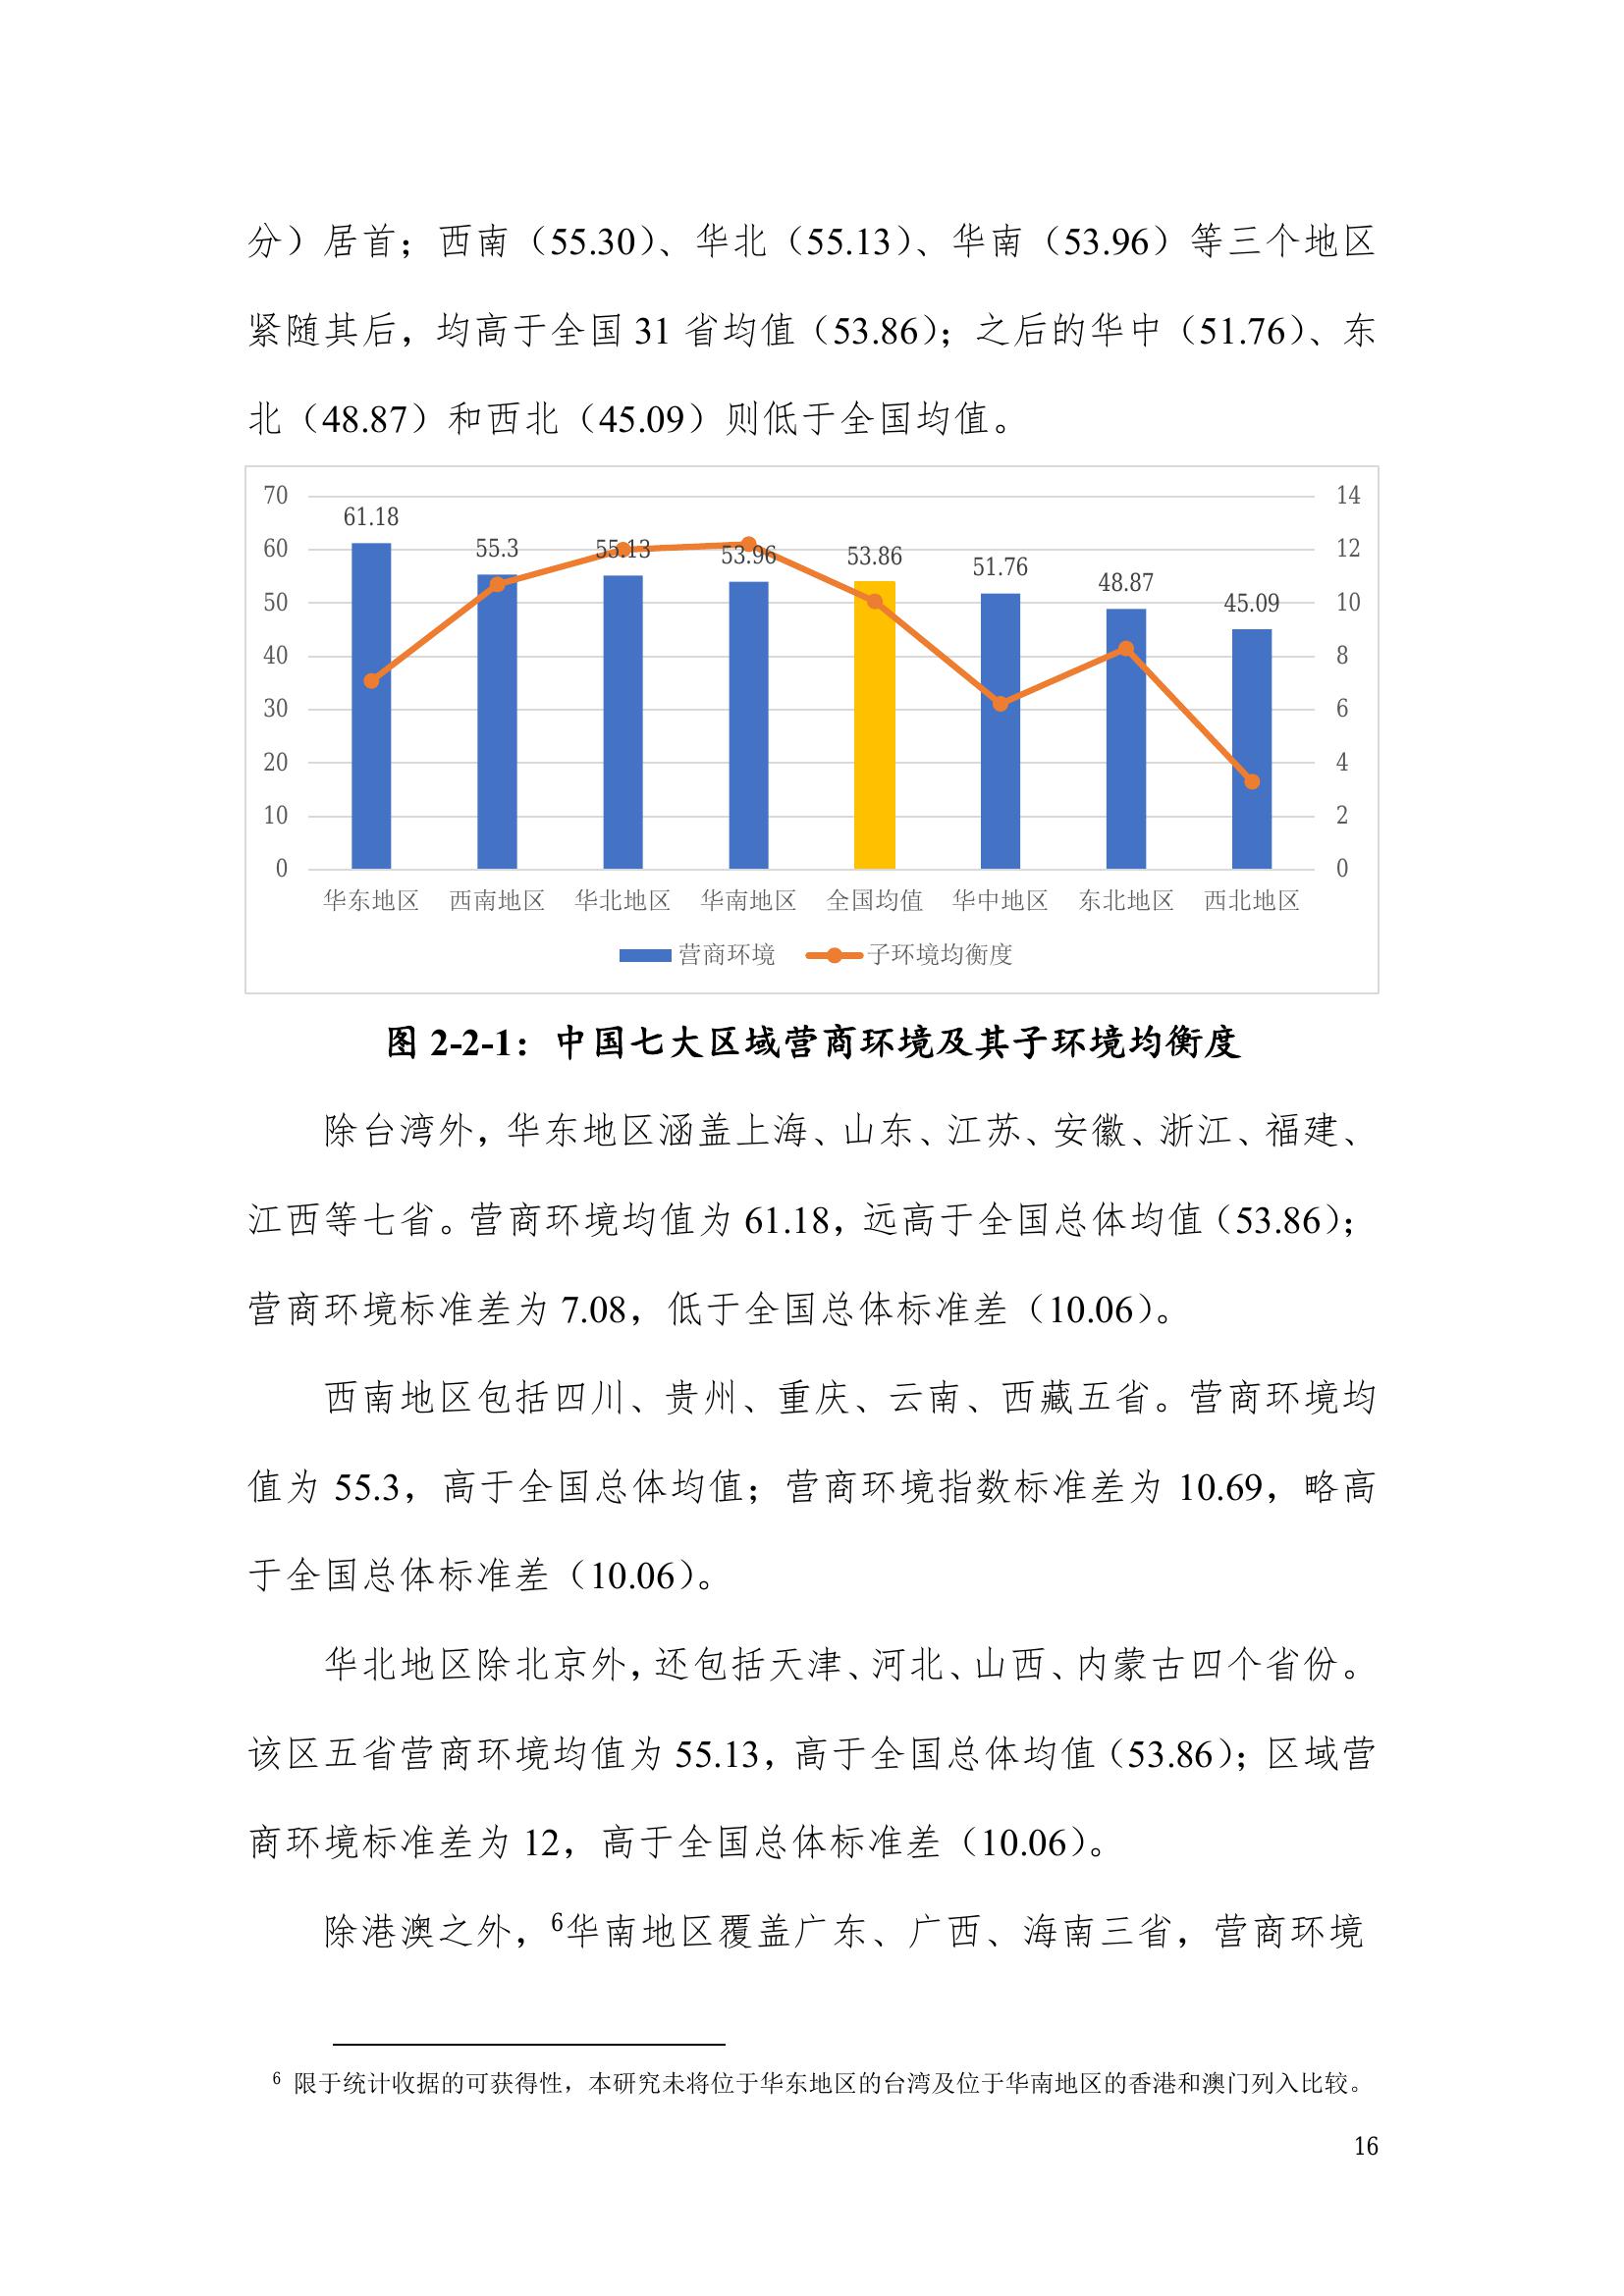 分）居首；西南（55.30）、华北（55.13）、华南（53.96）等三个地区
紧随其后，均高于全国 31 省均值（53.86）；之后的华中（51.76）、东
北（48.87）和西北（45.09）则低于全国均值。
70
60
50
40
30
20
10
0
61.18
55.3
55.13
53.96
53.86
51.76
48.87
45.09
14
12
10
8
6
4
2
0
华东地区 西南地区 华北地区 华南地区 全国均值 华中地区 东北地区 西北地区
营商环境 子环境均衡度
图 2-2-1：中国七大区域营商环境及其子环境均衡度
除台湾外，华东地区涵盖上海、山东、江苏、安徽、浙江、福建、
江西等七省。营商环境均值为 61.18，远高于全国总体均值（53.86）；
营商环境标准差为 7.08，低于全国总体标准差（10.06）。
西南地区包括四川、贵州、重庆、云南、西藏五省。营商环境均
值为 55.3，高于全国总体均值；营商环境指数标准差为 10.69，略高
于全国总体标准差（10.06）。
华北地区除北京外，还包括天津、河北、山西、内蒙古四个省份。
该区五省营商环境均值为 55.13，高于全国总体均值（53.86）；区域营
商环境标准差为 12，高于全国总体标准差（10.06）。
除港澳之外，6华南地区覆盖广东、广西、海南三省，营商环境
6 限于统计收据的可获得性，本研究未将位于华东地区的台湾及位于华南地区的香港和澳门列入比较。
16